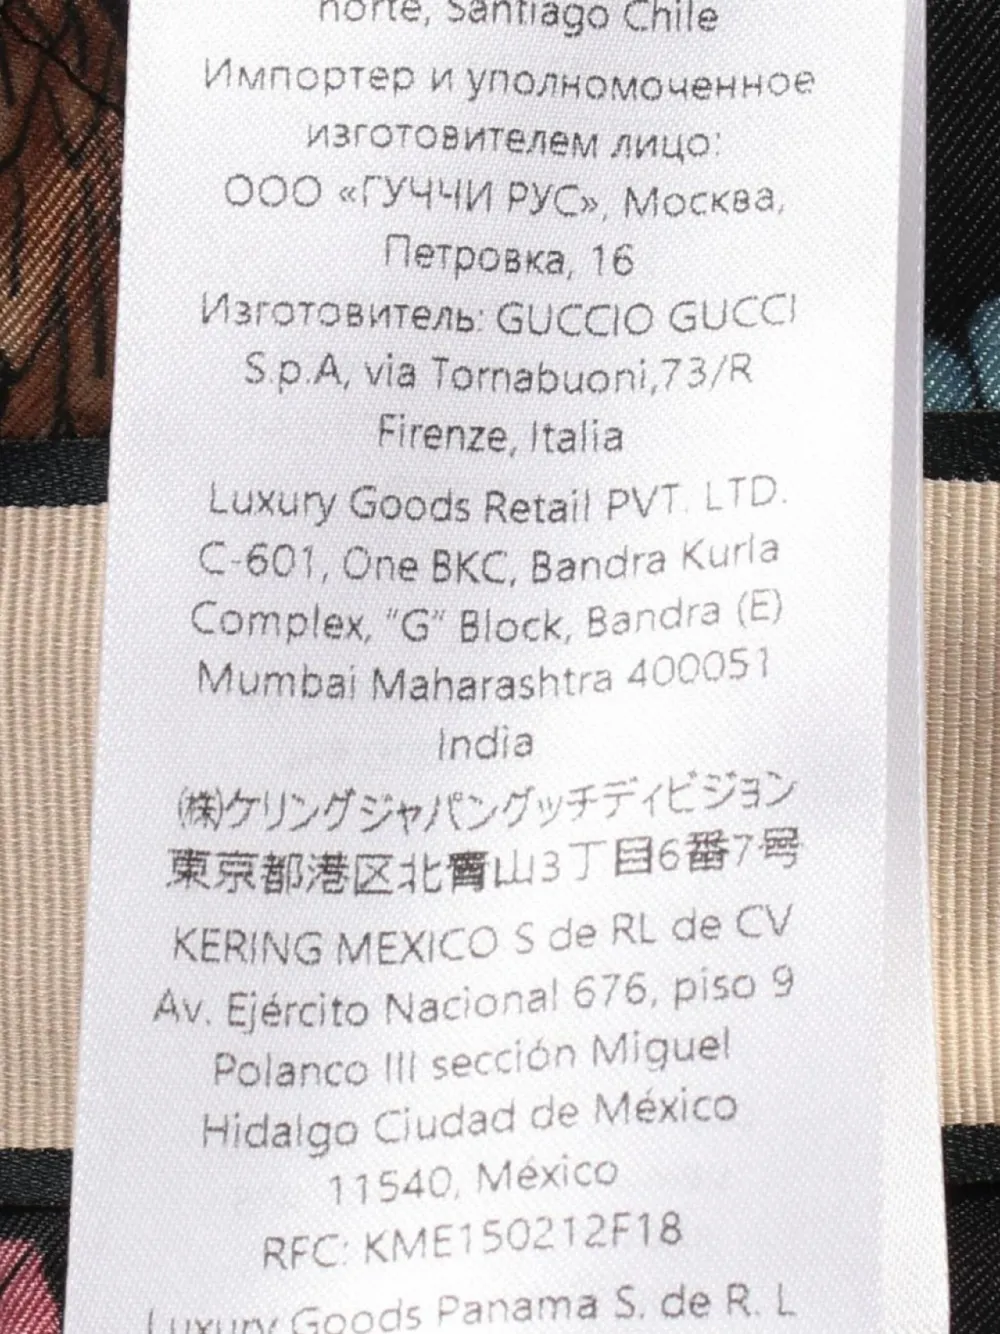 norte, Santiago Chile
Импортер и уполномоченное
изготовителем лицо:
ООО «ГУЧЧИ РУС», Москва,
Петровка, 16
Изготовитель: GUCCIO GUCCI
S.p.A, via Tornabuoni,73/R
Firenze, Italia
Luxury Goods Retail PVT. LTD.
C-601, One BKC, Bandra Kurla
Complex, "G" Block, Bandra (E)
Mumbai Maharashtra 400051
India
㈱ケリングジャパングッチディビジョン
東京都港区北青山3丁目6番7号
KERING MEXICO S de RL de CV
Av. Ejército Nacional 676, piso 9
Polanco III sección Miguel
Hidalgo Ciudad de México
11540, México
RFC: KME150212F18
Luxury Goods Panama S. de R. L